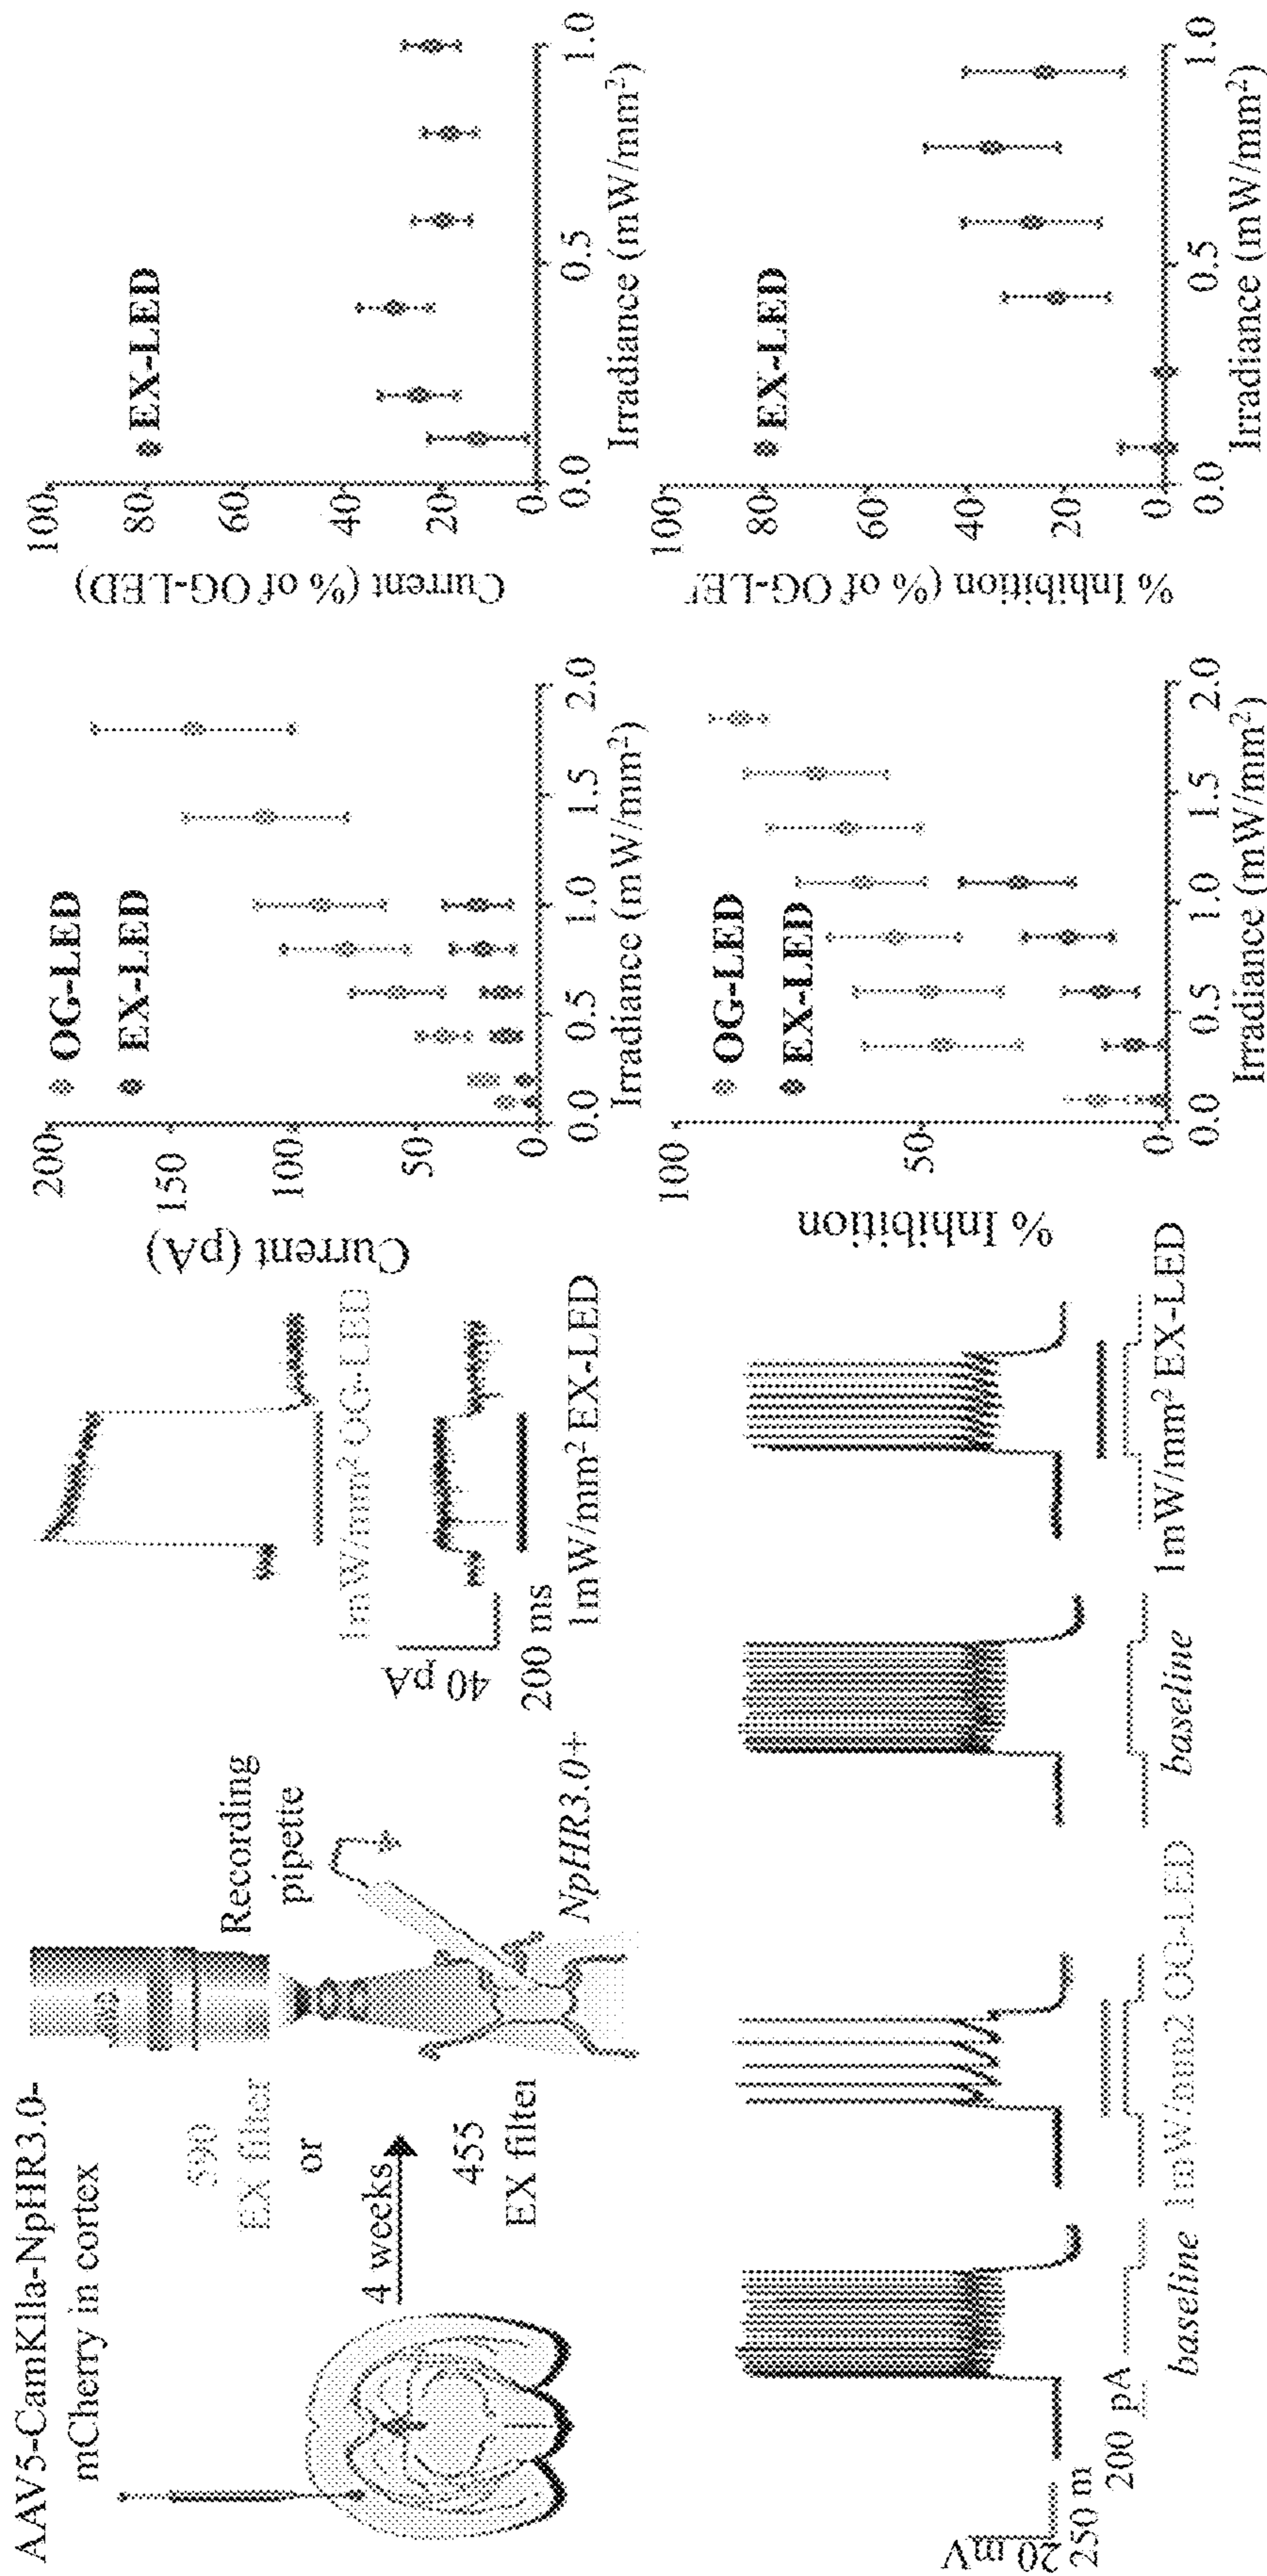 AAV5-CamKIIa-NpHR3.0-
mCherry in cortex
590
EX filter
or
4 weeks
455
EX filter
Recording
pipette
NpHR3.0+
1mW/mm² OG-LED
40 pA
200 ms
1mW/mm² EX-LED
Current (pA)
200
150
100
50
0
OG-LED
EX-LED
0.0
0.5
1.0
1.5
2.0
Irradiance (mW/mm²)
Current (% of OG-LED)
100
80
60
40
20
0
EX-LED
0.0
0.5
1.0
Irradiance (mW/mm²)
20 mV
250 m
200 pA
baseline
1mW/mm2 OG-LED
baseline
1mW/mm² EX-LED
% Inhibition
100
50
0
OG-LED
EX-LED
0.0
0.5
1.0
1.5
2.0
Irradiance (mW/mm²)
% Inhibition (% of OG-LE
100
80
60
40
20
0
EX-LED
0.0
0.5
1.0
Irradiance (mW/mm²)